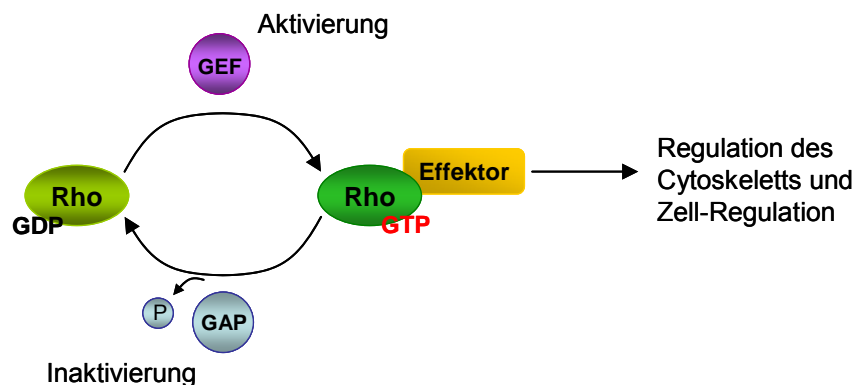 Aktivierung
GEF
Rho
GDP
Rho
GTP
Effektor
Regulation des
Cytoskeletts und
Zell-Regulation
P
GAP
Inaktivierung